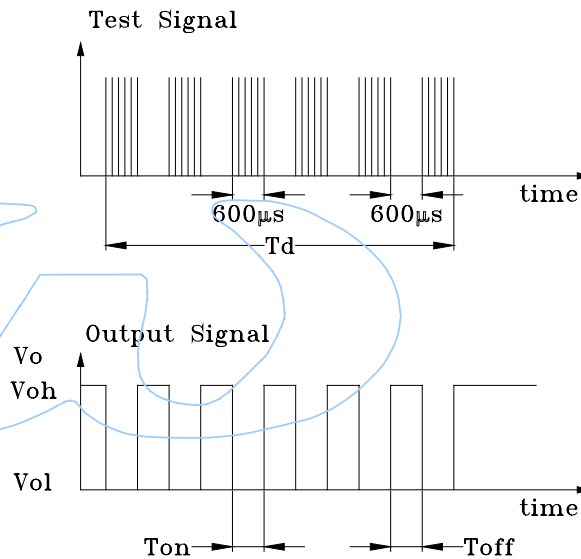 Test Signal
time
600μs 600μs
Td
Output Signal
Vo
Voh
Vol
time
Ton Toff